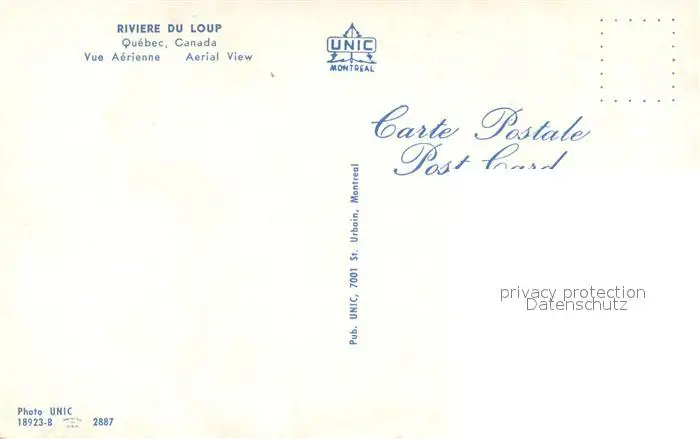 RIVIERE DU LOUP
Québec, Canada
Vue Aérienne Aerial View
UNIC
MONTREAL
Carte Postale
Post Card
Pub. UNIC, 7001 St. Urbain, Montreal
privacy protection
Datenschutz
Photo UNIC
18923-B 2887